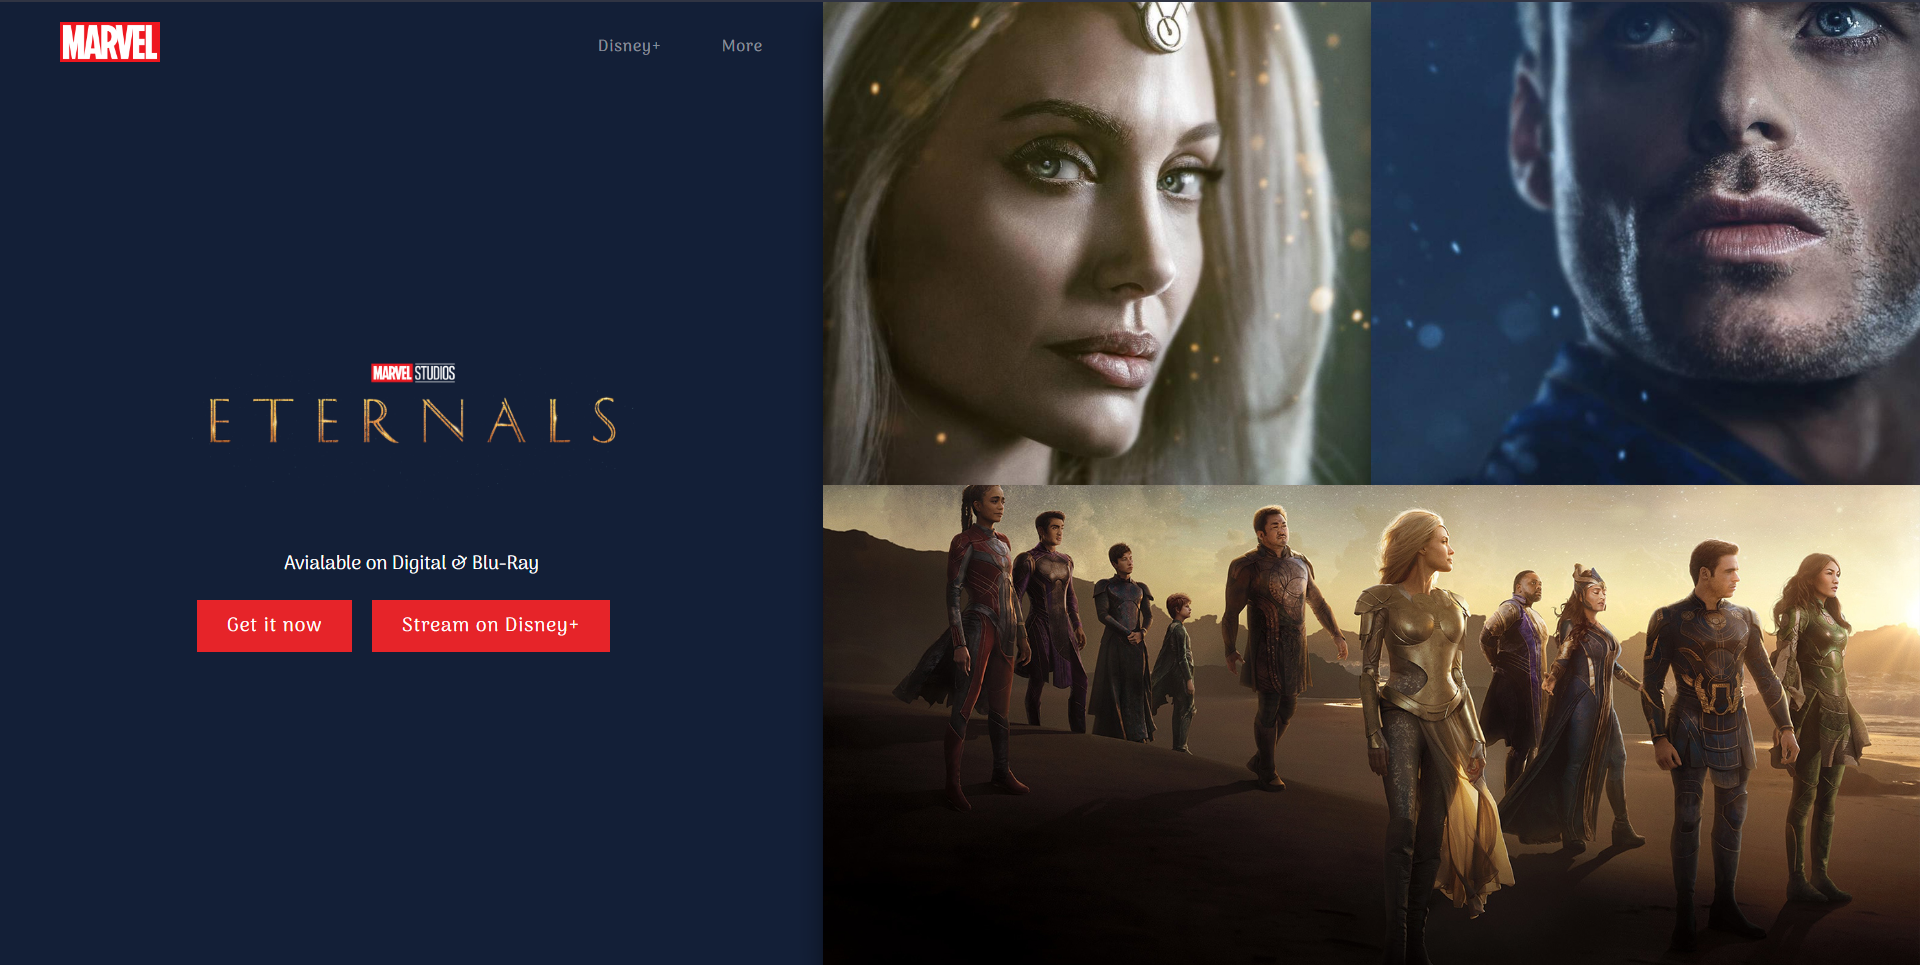 MARVEL
Disney+ More
MARVEL STUDIOS
ETERNALS
Avialable on Digital & Blu-Ray
Get it now
Stream on Disney+